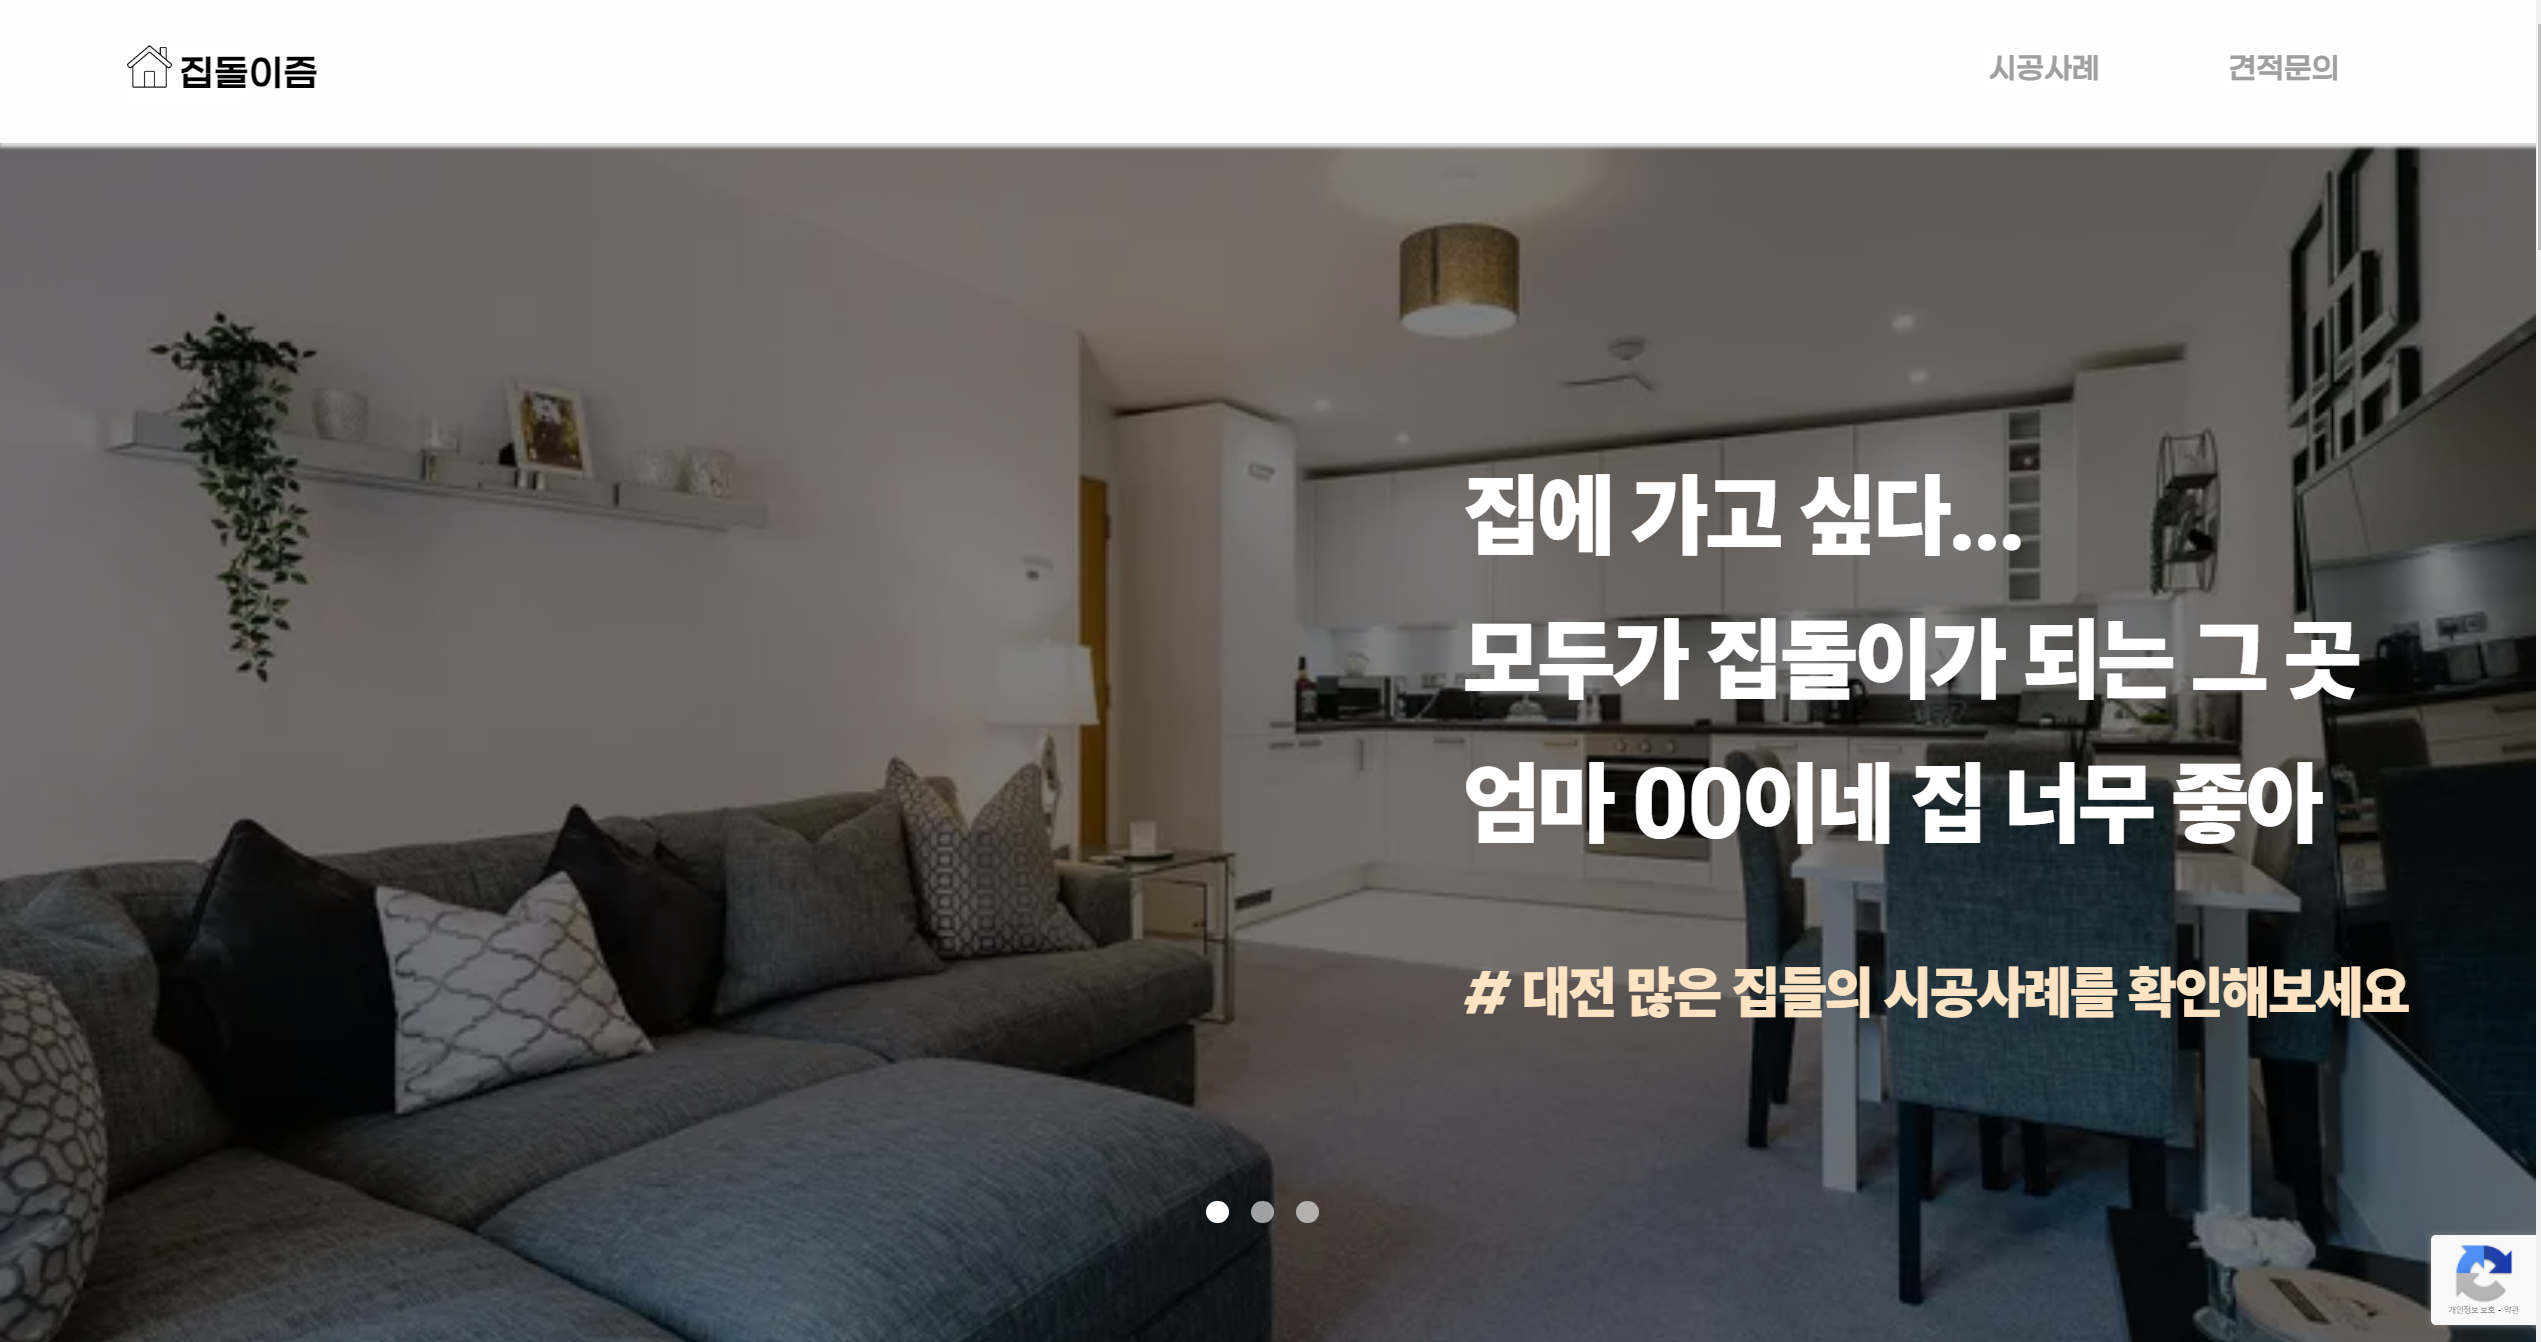 집돌이즘
시공사례
견적문의
집에 가고 싶다...
모두가 집돌이가 되는 그 곳
엄마 00이네 집 너무 좋아
# 대전 많은 집들의 시공사례를 확인해보세요
개인정보 보호 - 약관